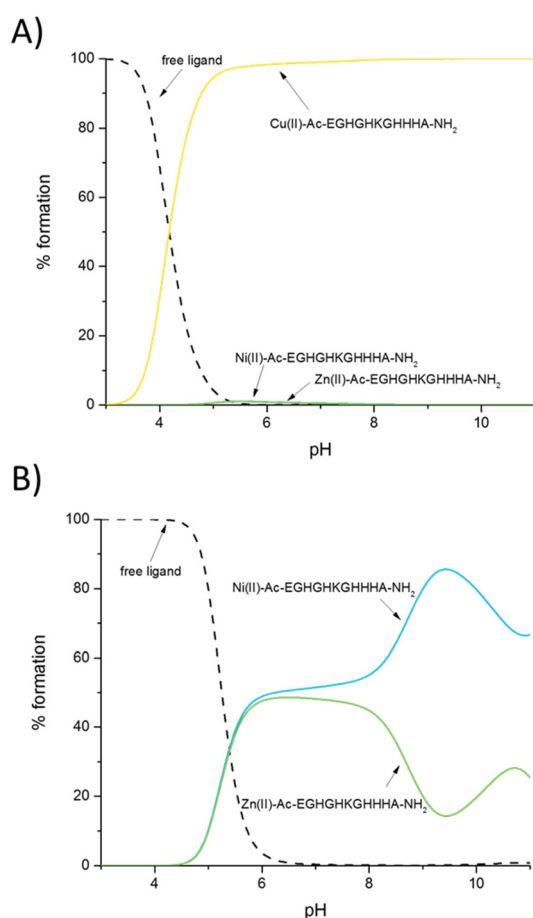 A)
100
80
60
40
20
0
% formation
free ligand
Cu(II)-Ac-EGHGHKGHHHA-NH2
Ni(II)-Ac-EGHGHKGHHHA-NH2
Zn(II)-Ac-EGHGHKGHHHA-NH2
4 6 8 10
pH
B)
100
80
60
40
20
0
% formation
free ligand
Ni(II)-Ac-EGHGHKGHHHA-NH2
Zn(II)-Ac-EGHGHKGHHHA-NH2
4 6 8 10
pH